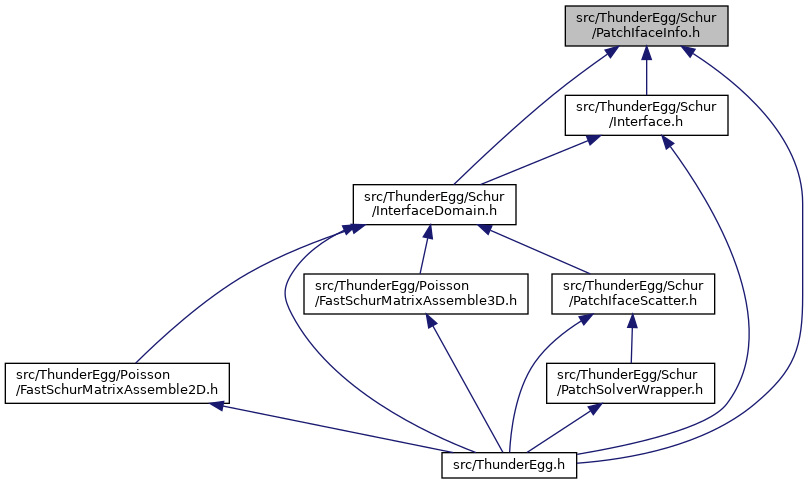 src/ThunderEgg/Schur
/PatchIfaceInfo.h
src/ThunderEgg/Schur
/Interface.h
src/ThunderEgg/Schur
/InterfaceDomain.h
src/ThunderEgg/Poisson
/FastSchurMatrixAssemble3D.h
src/ThunderEgg/Schur
/PatchIfaceScatter.h
src/ThunderEgg/Poisson
/FastSchurMatrixAssemble2D.h
src/ThunderEgg/Schur
/PatchSolverWrapper.h
src/ThunderEgg.h